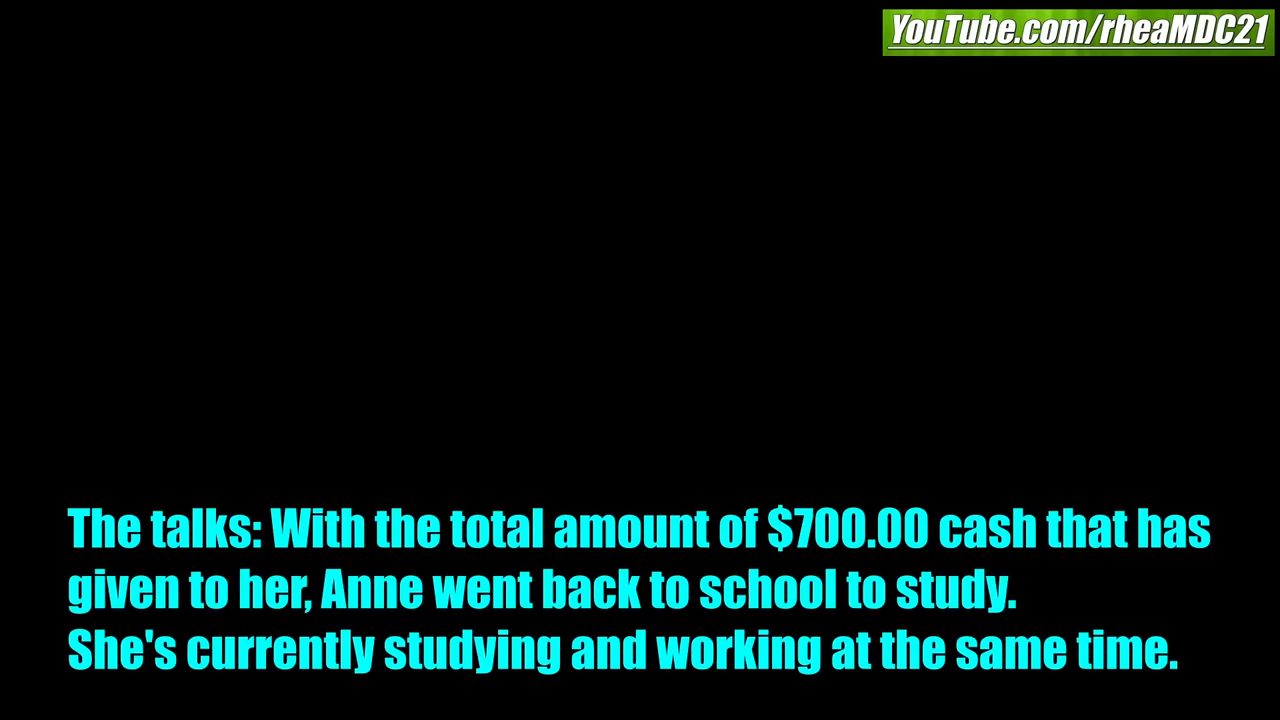 YouTube.com/rheaMDC21
The talks: With the total amount of $700.00 cash that has
given to her, Anne went back to school to study.
She's currently studying and working at the same time.